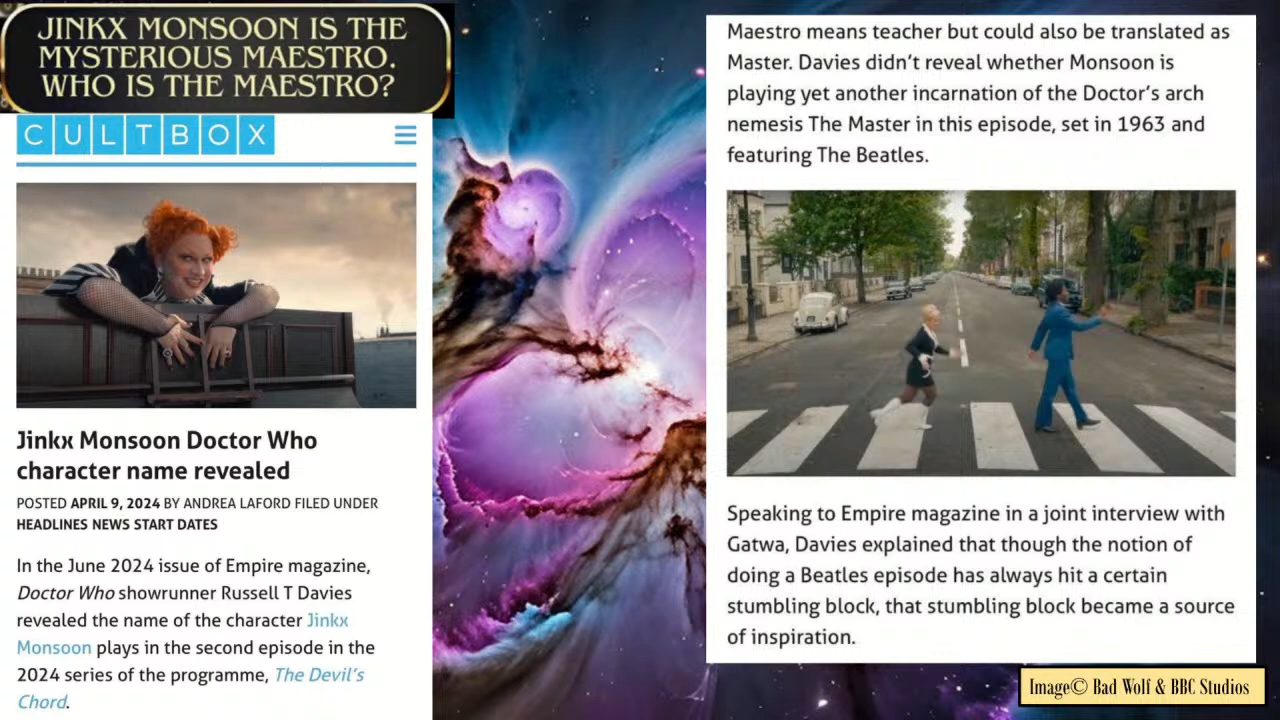 JINKX MONSOON IS THE
MYSTERIOUS MAESTRO.
WHO IS THE MAESTRO?
CULTBOX
Jinkx Monsoon Doctor Who
character name revealed
POSTED APRIL 9, 2024 BY ANDREA LAFORD FILED UNDER
HEADLINES NEWS START DATES
In the June 2024 issue of Empire magazine,
Doctor Who showrunner Russell T Davies
revealed the name of the character Jinkx
Monsoon plays in the second episode in the
2024 series of the programme, The Devil's
Chord.
Maestro means teacher but could also be translated as
Master. Davies didn't reveal whether Monsoon is
playing yet another incarnation of the Doctor's arch
nemesis The Master in this episode, set in 1963 and
featuring The Beatles.
Speaking to Empire magazine in a joint interview with
Gatwa, Davies explained that though the notion of
doing a Beatles episode has always hit a certain
stumbling block, that stumbling block became a source
of inspiration.
Image© Bad Wolf & BBC Studios